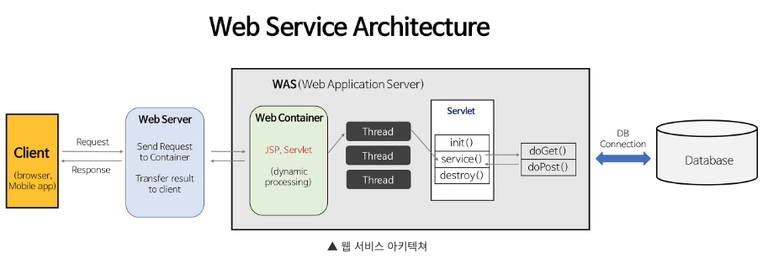 Web Service Architecture
WAS(Web Application Server)
Client
(browser,
Mobile app)
Request
Response
Web Server
Send Request
to Container
Transfer result
to client
Web Container
JSP, Servlet
(dynamic
processing)
Thread
Thread
Thread
Servlet
init()
service()
destroy()
doGet()
doPost()
DB
Connection
Database
▲ 웹 서비스 아키텍쳐